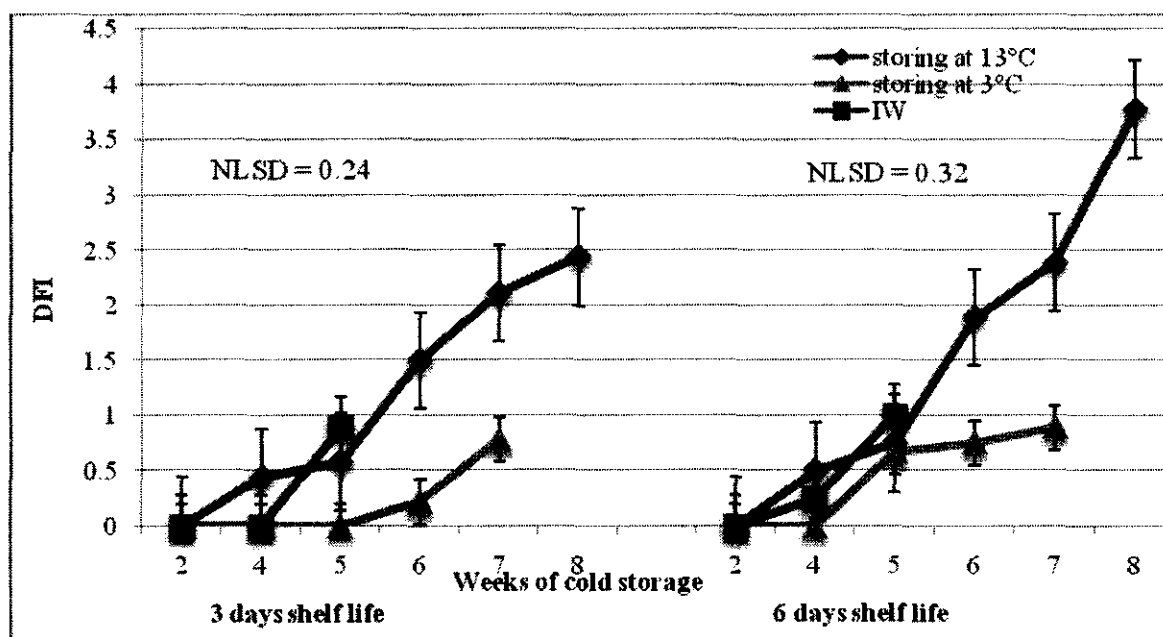 4.5
4
3.5
3
2.5
2
1.5
1
0.5
0
DFI
storing at 13°C
storing at 3°C
IW
NLSD = 0.24
NLSD = 0.32
2 4 5 6 7 8 2 4 5 6 7 8
Weeks of cold storage
3 days shelf life
6 days shelf life